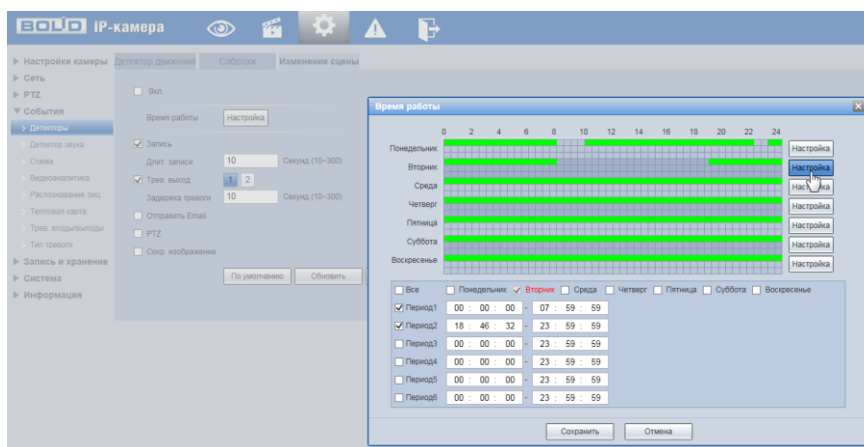 BOLID IP-камера
Настройки камеры
Сеть
PTZ
События
Детекторы
Детектор звука
Схема
Видеоаналитика
Распознавание лиц
Тепловая карта
Трев. входы/выходы
Тип тревоги
Запись и хранение
Система
Информация
Детектор движения Саботаж Изменение сцены
Вкл.
Время работы Настройка
Запись
Длит. записи 10 Секунд (10~300)
Трев. выход 1 2
Задержка тревоги 10 Секунд (10~300)
Отправить Email
PTZ
Сохр. изображение
По умолчанию Обновить
Время работы
0 2 4 6 8 10 12 14 16 18 20 22 24
Понедельник Настройка
Вторник Настройка
Среда
Четверг Настройка
Пятница Настройка
Суббота Настройка
Воскресенье Настройка
Все Понедельник Вторник Среда Четверг Пятница Суббота Воскресенье
Период1 00 : 00 : 00 - 07 : 59 : 59
Период2 18 : 46 : 32 - 23 : 59 : 59
Период3 00 : 00 : 00 - 23 : 59 : 59
Период4 00 : 00 : 00 - 23 : 59 : 59
Период5 00 : 00 : 00 - 23 : 59 : 59
Период6 00 : 00 : 00 - 23 : 59 : 59
Сохранить Отмена